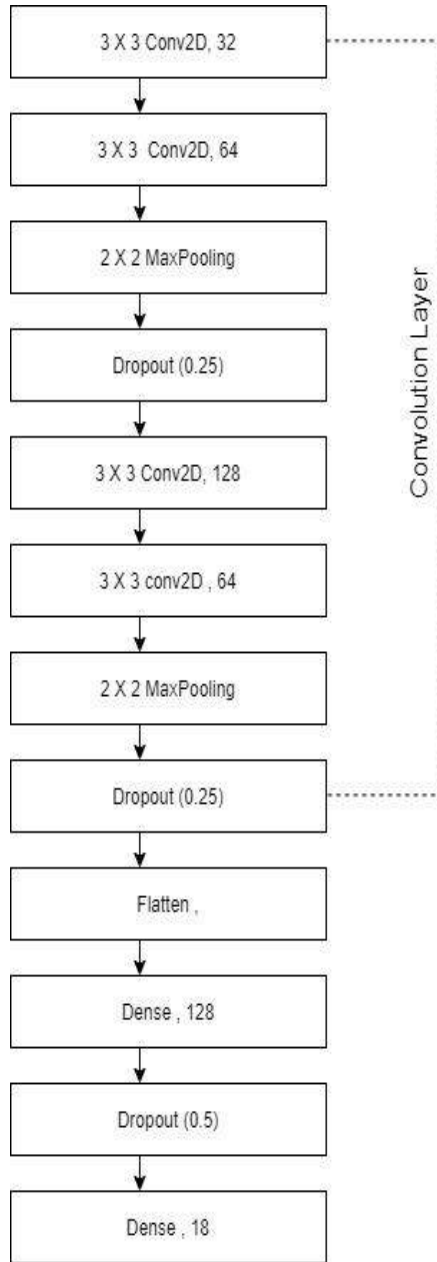 3 X 3 Conv2D, 32
3 X 3 Conv2D, 64
2 X 2 MaxPooling
Dropout (0.25)
3 X 3 Conv2D, 128
3 X 3 conv2D , 64
2 X 2 MaxPooling
Dropout (0.25)
Flatten ,
Dense , 128
Dropout (0.5)
Dense , 18
Convolution Layer